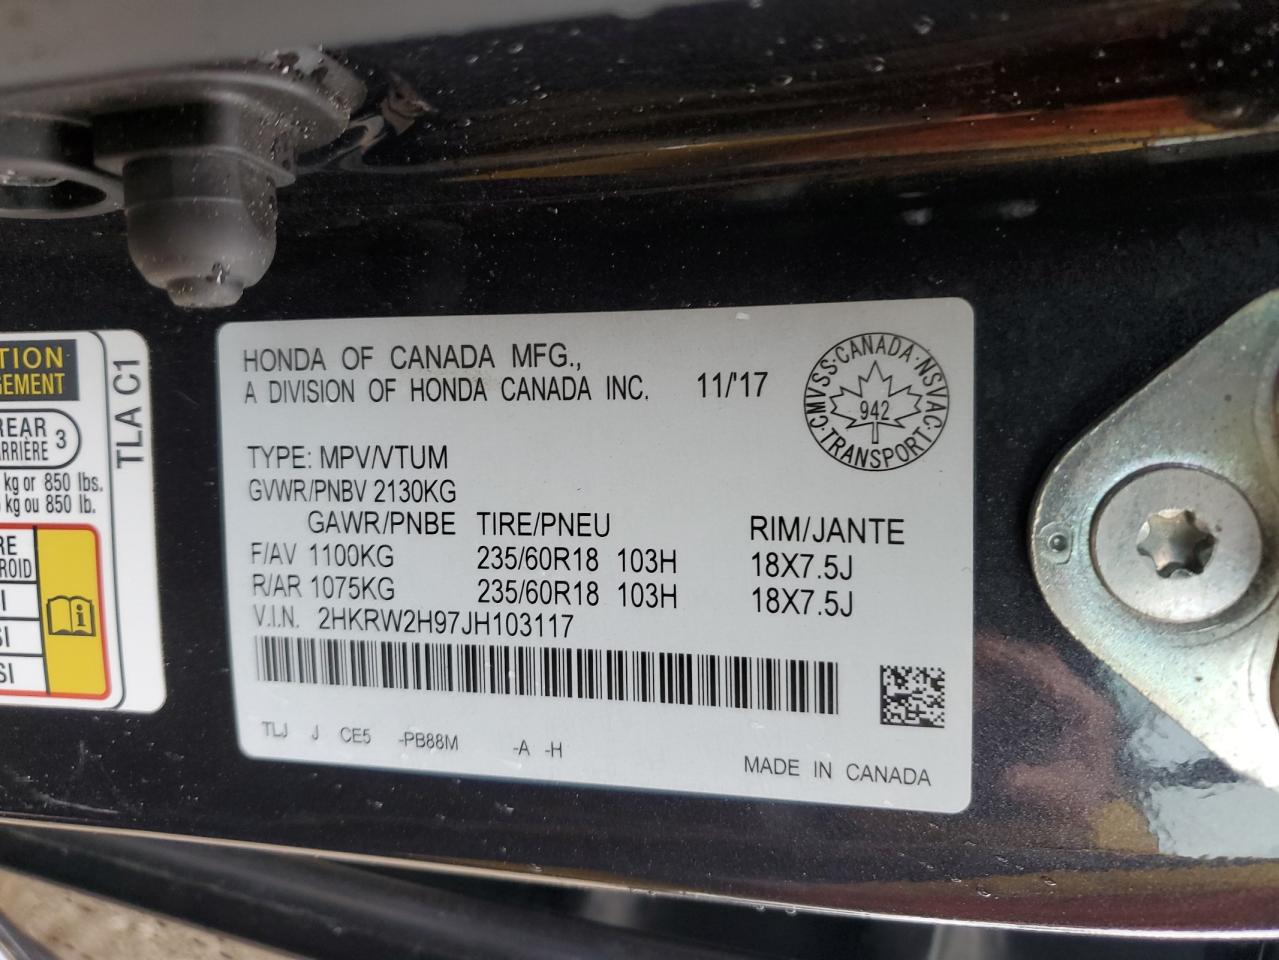 TION
GEMENT
REAR
ARRIÈRE 3
kg or 850 lbs.
kg ou 850 lb.
TLA C1
HONDA OF CANADA MFG.,
A DIVISION OF HONDA CANADA INC. 11/'17
CMVSS·CANADA·NSVAC·TRANSPORT·
942
TYPE: MPV/VTUM
GVWR/PNBV 2130KG
GAWR/PNBE TIRE/PNEU RIM/JANTE
F/AV 1100KG 235/60R18 103H 18X7.5J
R/AR 1075KG 235/60R18 103H 18X7.5J
V.I.N. 2HKRW2H97JH103117
TLJ J CE5 -PB88M -A -H
MADE IN CANADA